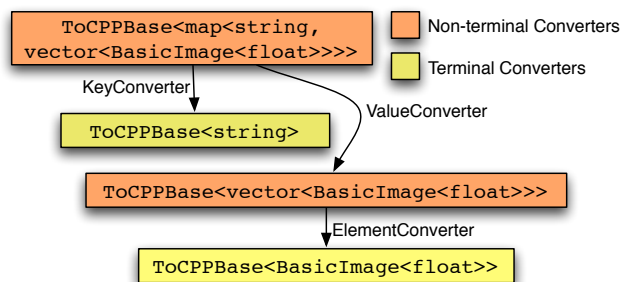 ToCPPBase<map<string,
vector<BasicImage<float>>>>
Non-terminal Converters
Terminal Converters
KeyConverter
ValueConverter
ToCPPBase<string>
ToCPPBase<vector<BasicImage<float>>>
ElementConverter
ToCPPBase<BasicImage<float>>